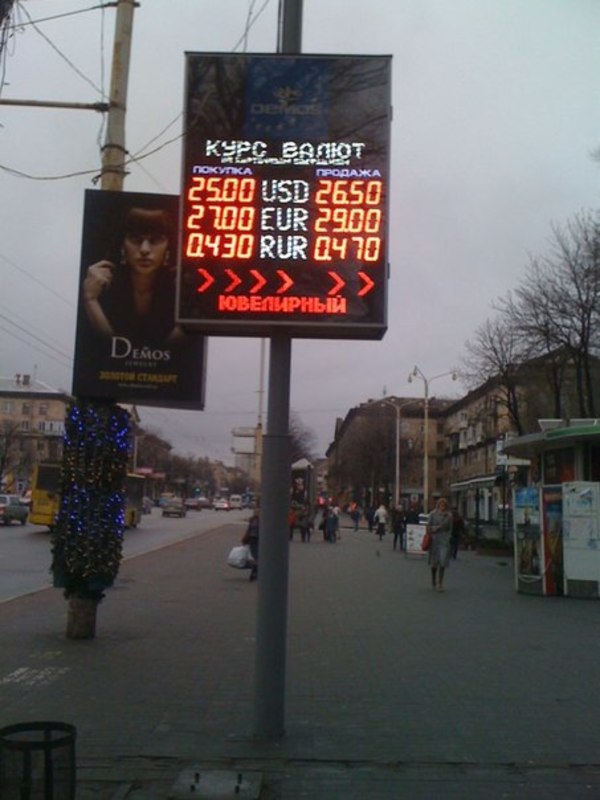 DEMOS
КУРС ВАЛЮТ
ПОКУПКА ПРОДАЖА
25.00 USD 26.50
27.00 EUR 29.00
0.430 RUR 0.470
ЮВЕЛИРНЫЙ
DEMOS
JEWELRY
ЗОЛОТОЙ СТАНДАРТ